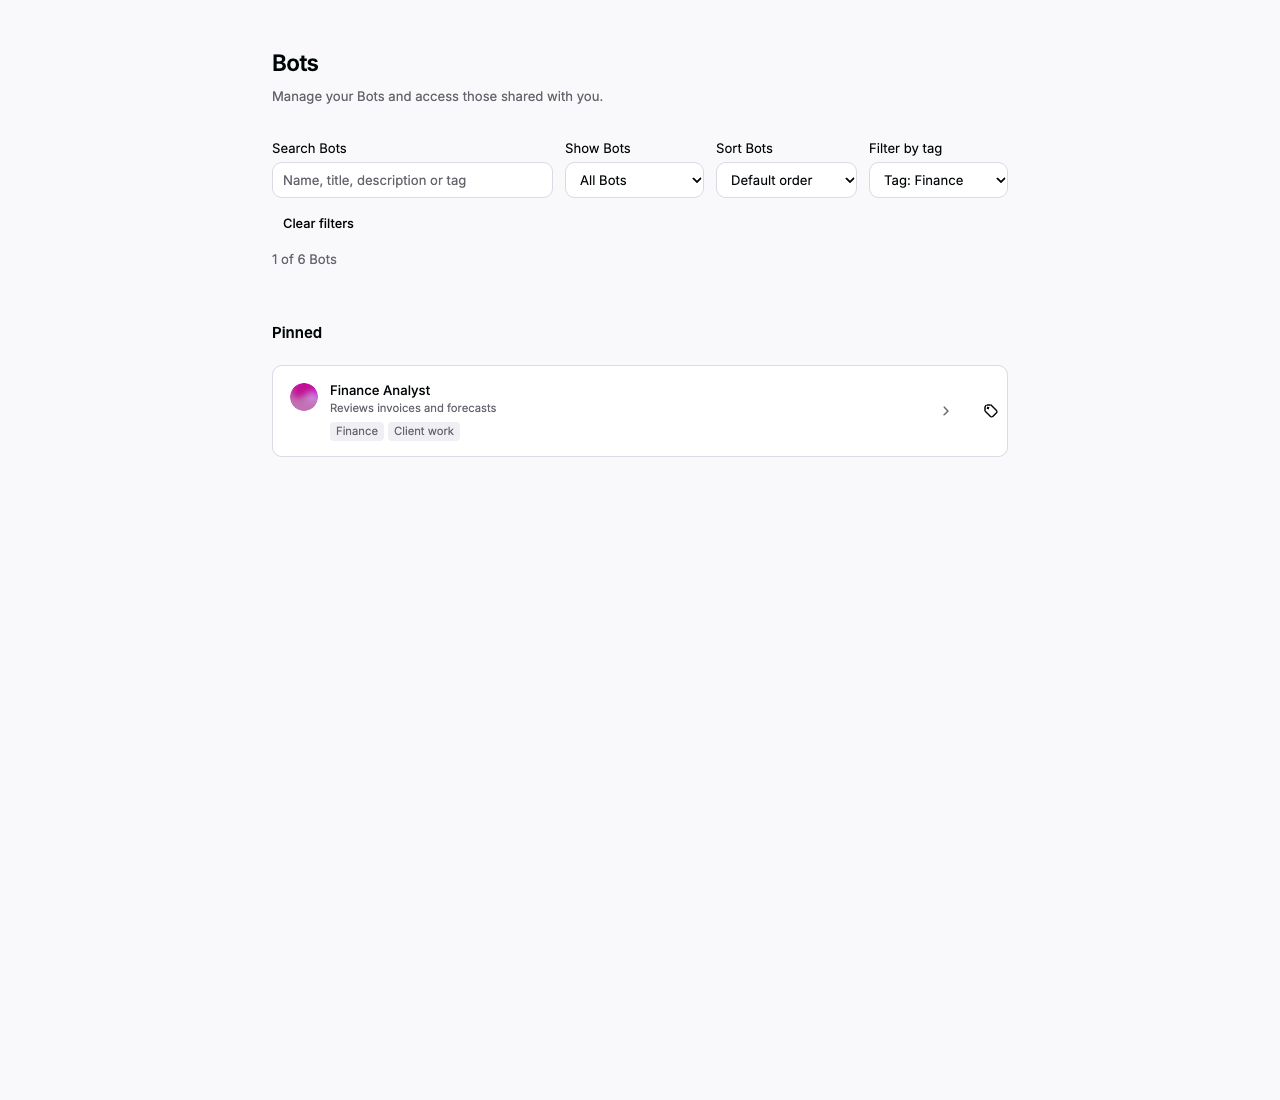 Bots
Manage your Bots and access those shared with you.
Search Bots
Show Bots
Sort Bots
Filter by tag
Name, title, description or tag
All Bots
Default order
Tag: Finance
Clear filters
1 of 6 Bots
Pinned
Finance Analyst
Reviews invoices and forecasts
Finance
Client work